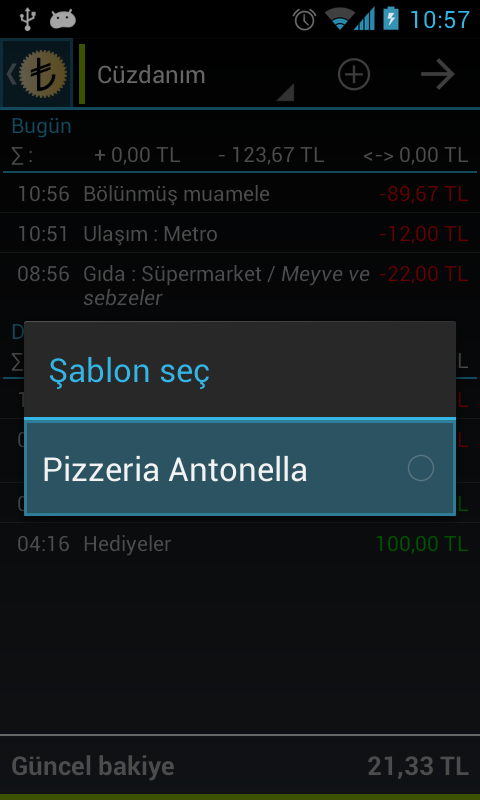 10:57
Cüzdanım
Bugün
Σ : + 0,00 TL - 123,67 TL <-> 0,00 TL
10:56 Bölünmüş muamele -89,67 TL
10:51 Ulaşım : Metro -12,00 TL
08:56 Gıda : Süpermarket / Meyve ve -22,00 TL
sebzeler
Şablon seç
Pizzeria Antonella
04:16 Hediyeler 100,00 TL
Güncel bakiye 21,33 TL